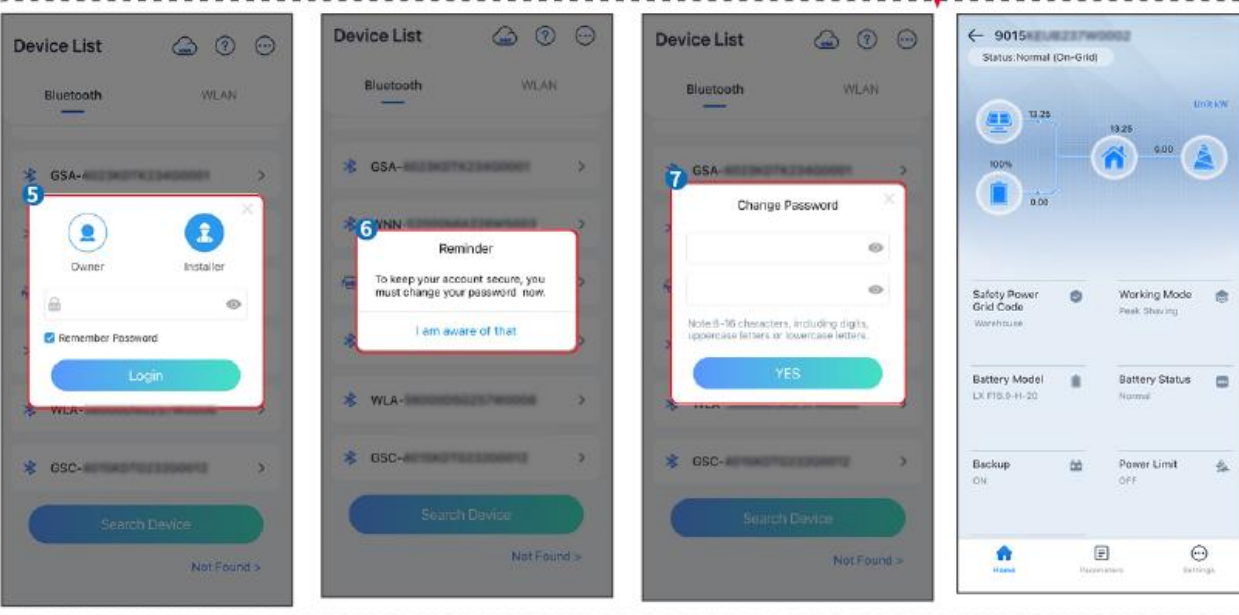 Device List
Bluetooth
WLAN
GSA-
5
Owner
Installer
Remember Password
Login
WLA-
GSC-
Search Device
Not Found >
Device List
Bluetooth
WLAN
GSA-
WNN
6
Reminder
To keep your account secure, you
must change your password now.
I am aware of that
WLA-
GSC-
Search Device
Not Found >
Device List
Bluetooth
WLAN
GSA-
7
Change Password
Note:8-16 characters, including digits,
uppercase letters or lowercase letters.
YES
GSC-
Search Device
Not Found >
9015
Status:Normal (On-Grid)
Unit:kW
13.25
13.25
0.00
100%
0.00
Safety Power
Grid Code
Warehouse
Working Mode
Peak Shaving
Battery Model
LX F16.0-H-20
Battery Status
Normal
Backup
ON
Power Limit
OFF
Home
Parameters
Settings